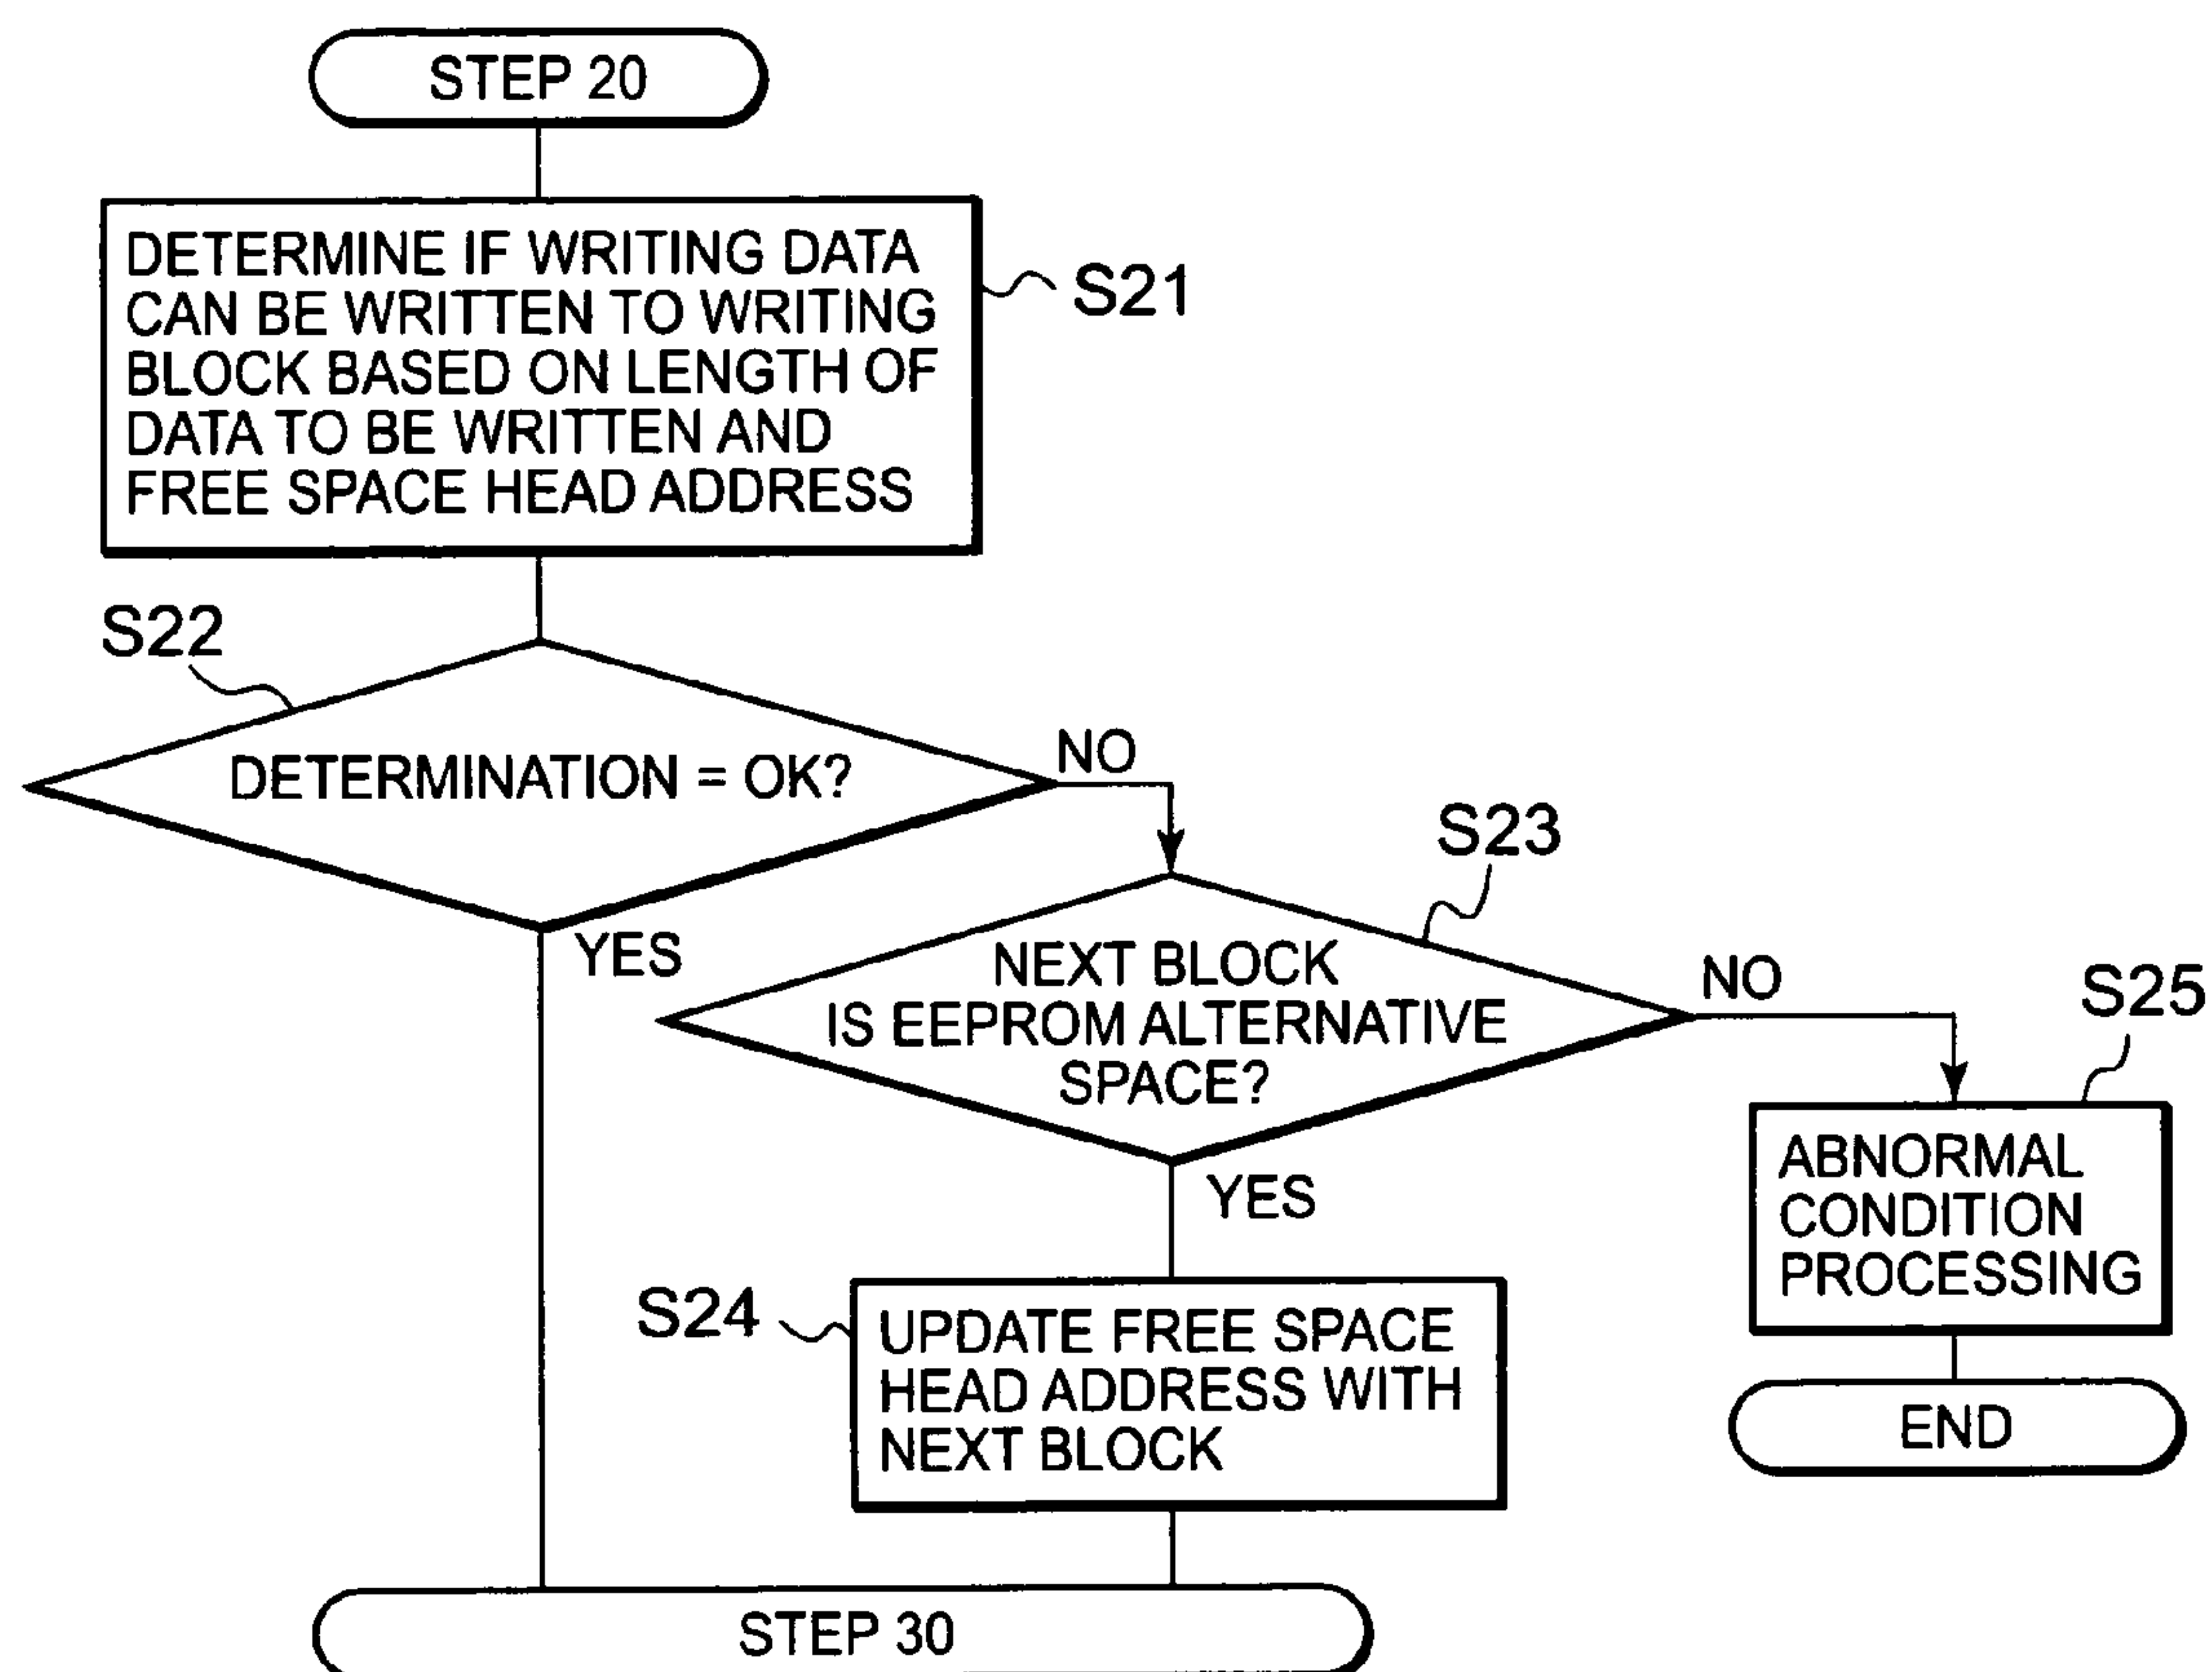 STEP 20
DETERMINE IF WRITING DATA
CAN BE WRITTEN TO WRITING
BLOCK BASED ON LENGTH OF
DATA TO BE WRITTEN AND
FREE SPACE HEAD ADDRESS
S21
S22
DETERMINATION = OK?
NO
YES
S23
NEXT BLOCK
IS EEPROM ALTERNATIVE
SPACE?
NO
YES
S25
ABNORMAL
CONDITION
PROCESSING
S24
UPDATE FREE SPACE
HEAD ADDRESS WITH
NEXT BLOCK
END
STEP 30